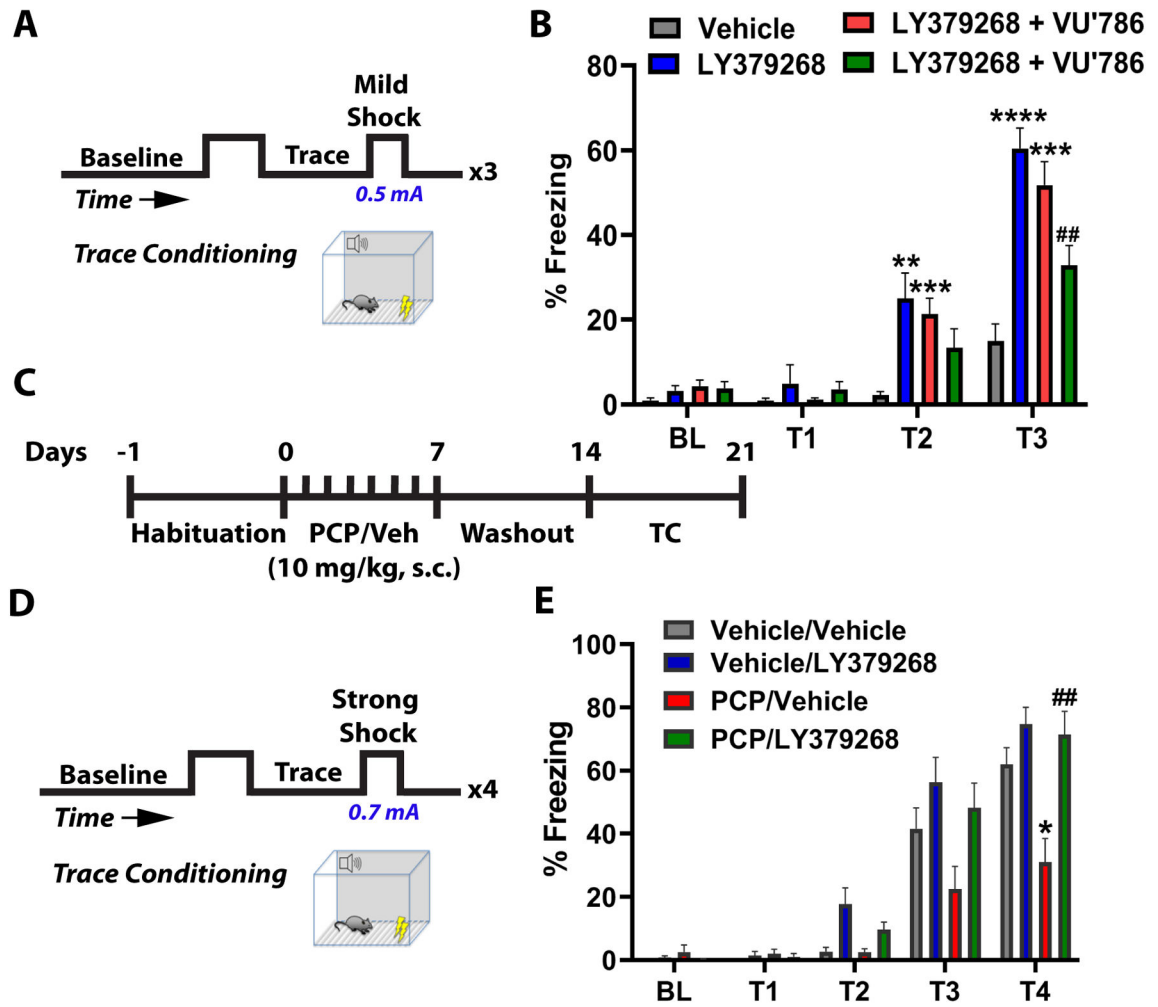 A
Mild
Shock
Baseline
Trace
x3
Time
0.5 mA
Trace Conditioning
B
Vehicle
LY379268
LY379268 + VU'786
LY379268 + VU'786
% Freezing
80
60
40
20
0
****
***
##
**
***
BL T1 T2 T3
C
Days -1 0 7 14 21
Habituation PCP/Veh Washout TC
(10 mg/kg, s.c.)
D
Strong
Shock
Baseline
Trace
x4
Time
0.7 mA
Trace Conditioning
E
Vehicle/Vehicle
Vehicle/LY379268
PCP/Vehicle
PCP/LY379268
% Freezing
100
80
60
40
20
0
##
*
BL T1 T2 T3 T4